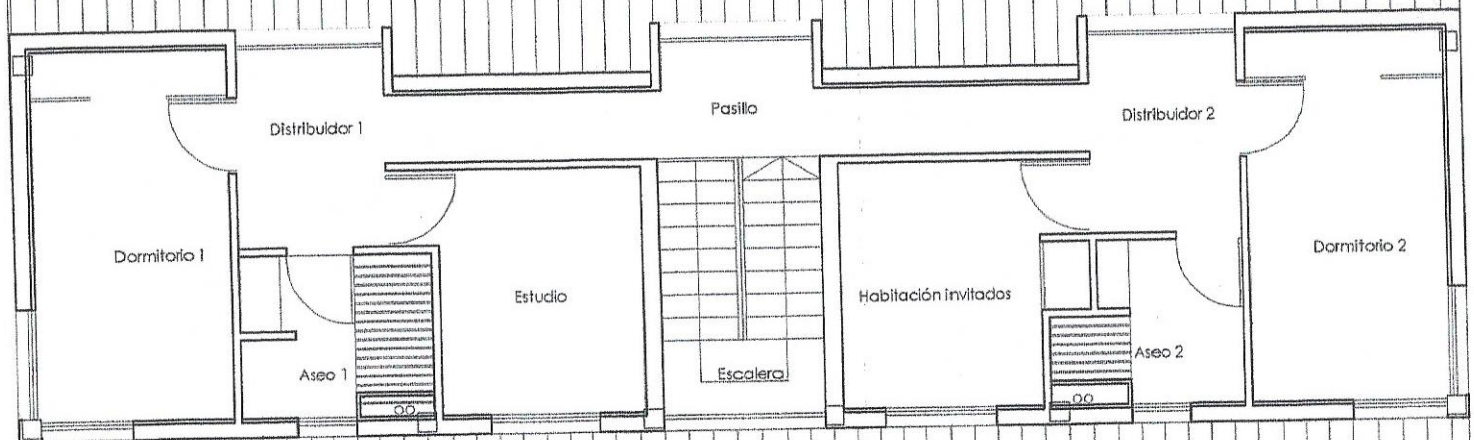 Pasillo
Distribuidor 1
Distribuidor 2
Dormitorio 1
Dormitorio 2
Estudio
Habitación invitados
Aseo 1
Escalera
Aseo 2